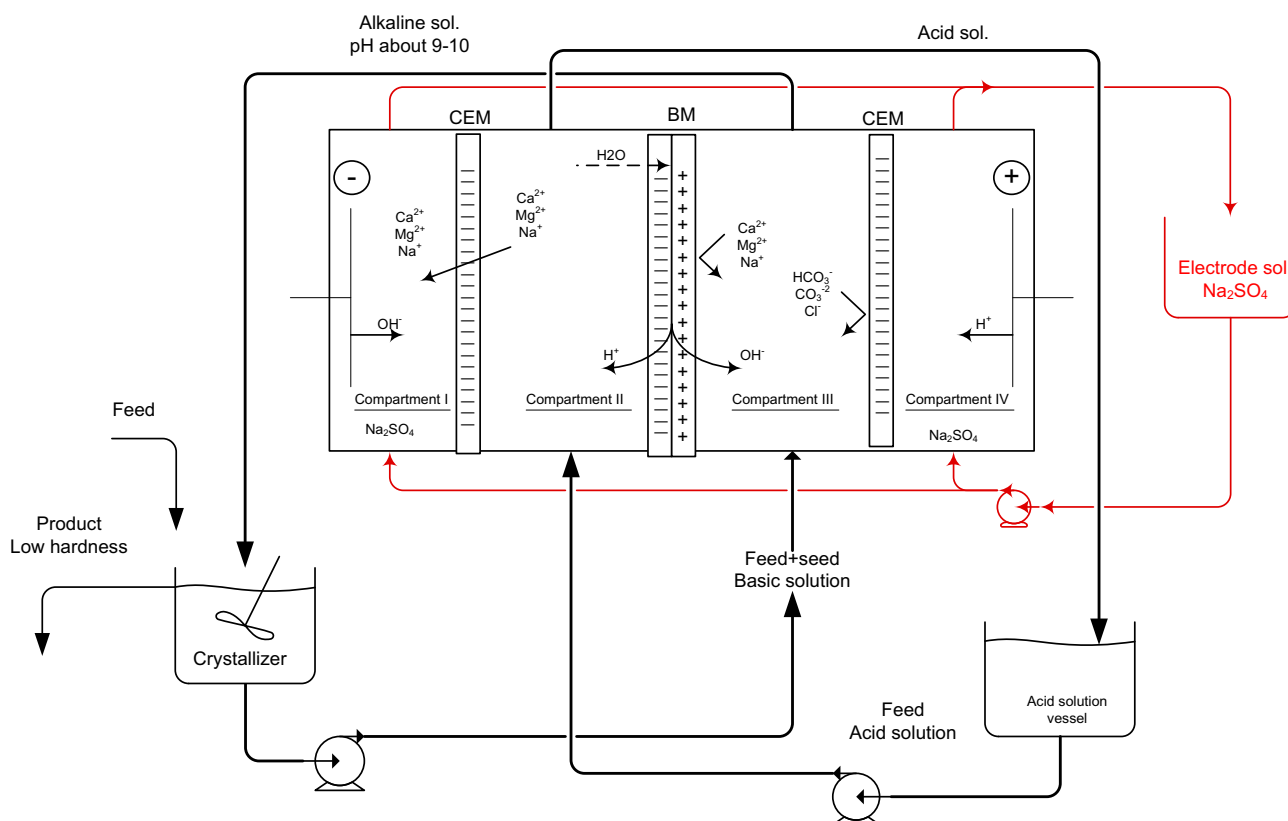 Alkaline sol.
pH about 9-10
Acid sol.
CEM
BM
CEM
H2O
-
+
Ca²⁺
Mg²⁺
Na⁺
Ca²⁺
Mg²⁺
Na⁺
Ca²⁺
Mg²⁺
Na⁺
HCO₃⁻
CO₃⁻²
Cl⁻
OH⁻
H⁺
OH⁻
H⁺
Electrode sol
Na₂SO₄
Compartment I
Compartment II
Compartment III
Compartment IV
Na₂SO₄
Na₂SO₄
Feed
Product
Low hardness
Feed+seed
Basic solution
Crystallizer
Feed
Acid solution
Acid solution
vessel